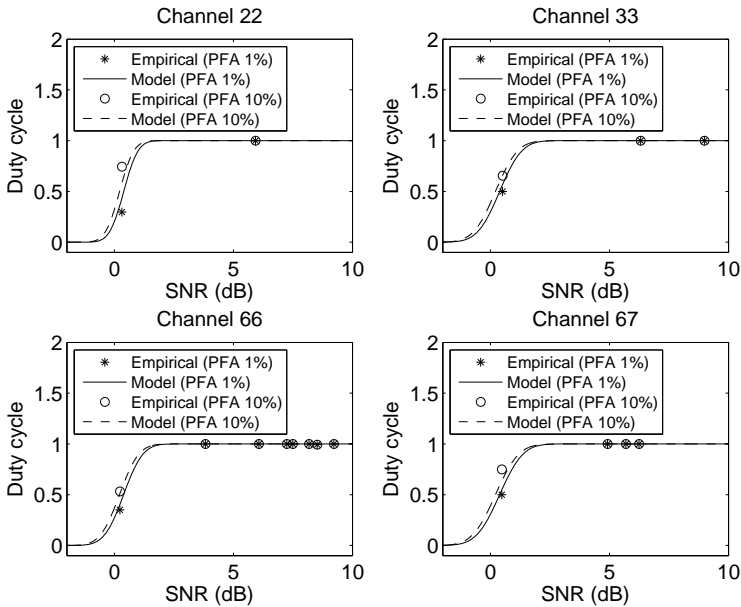 Channel 22
2
1.5
1
0.5
0
Duty cycle
Empirical (PFA 1%)
Model (PFA 1%)
Empirical (PFA 10%)
Model (PFA 10%)
0
5
10
SNR (dB)
Channel 33
2
1.5
1
0.5
0
Duty cycle
Empirical (PFA 1%)
Model (PFA 1%)
Empirical (PFA 10%)
Model (PFA 10%)
0
5
10
SNR (dB)
Channel 66
2
1.5
1
0.5
0
Duty cycle
Empirical (PFA 1%)
Model (PFA 1%)
Empirical (PFA 10%)
Model (PFA 10%)
0
5
10
SNR (dB)
Channel 67
2
1.5
1
0.5
0
Duty cycle
Empirical (PFA 1%)
Model (PFA 1%)
Empirical (PFA 10%)
Model (PFA 10%)
0
5
10
SNR (dB)